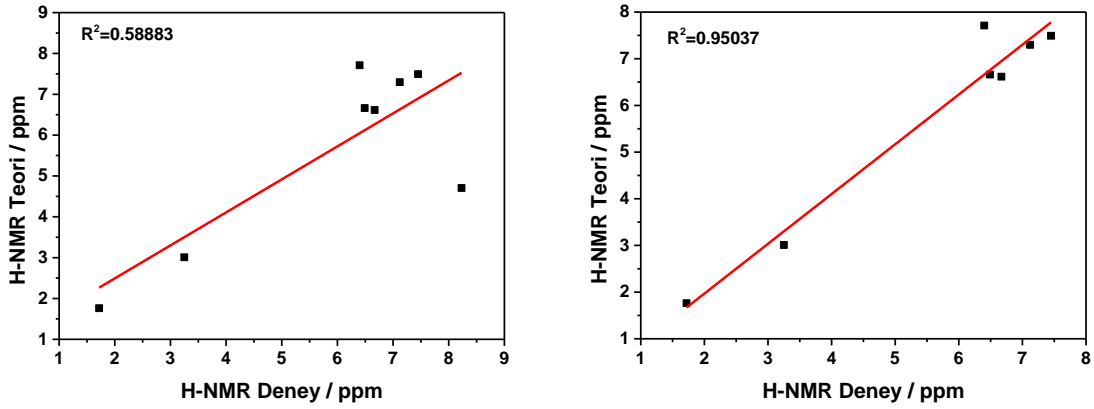 R²=0.58883
9
8
7
6
5
4
3
2
1
H-NMR Teori / ppm
1 2 3 4 5 6 7 8 9
H-NMR Deney / ppm
R²=0.95037
8
7
6
5
4
3
2
1
H-NMR Teori / ppm
1 2 3 4 5 6 7 8
H-NMR Deney / ppm